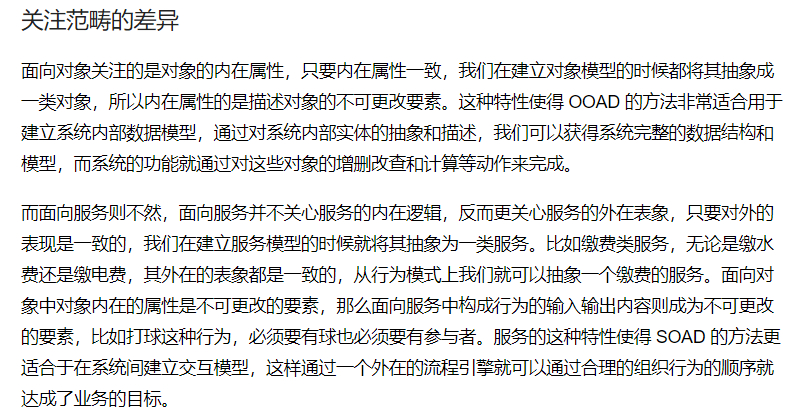 关注范畴的差异
面向对象关注的是对象的内在属性，只要内在属性一致，我们在建立对象模型的时候都将其抽象成
一类对象，所以内在属性的是描述对象的不可更改要素。这种特性使得 OOAD 的方法非常适合用于
建立系统内部数据模型，通过对系统内部实体的抽象和描述，我们可以获得系统完整的数据结构和
模型，而系统的功能就通过对这些对象的增删改查和计算等动作来完成。
而面向服务则不然，面向服务并不关心服务的内在逻辑，反而更关心服务的外在表象，只要对外的
表现是一致的，我们在建立服务模型的时候就将其抽象为一类服务。比如缴费类服务，无论是缴水
费还是缴电费，其外在的表象都是一致的，从行为模式上我们就可以抽象一个缴费的服务。面向对
象中对象内在的属性是不可更改的要素，那么面向服务中构成行为的输入输出内容则成为不可更改
的要素，比如打球这种行为，必须要有球也必须要有参与者。服务的这种特性使得 SOAD 的方法更
适合于在系统间建立交互模型，这样通过一个外在的流程引擎就可以通过合理的组织行为的顺序就
达成了业务的目标。